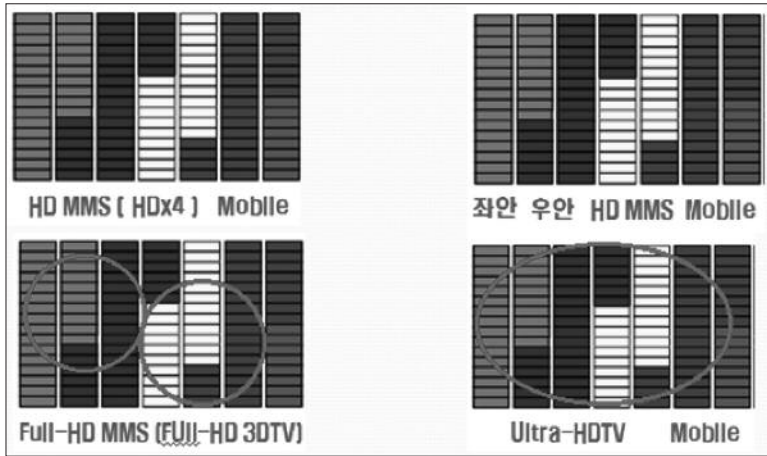 HD MMS ( HDx4 ) Mobile
좌안 우안 HD MMS Mobile
Full-HD MMS (FUll-HD 3DTV)
Ultra-HDTV Mobile